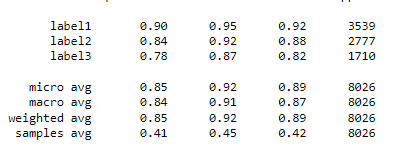 label1 0.90 0.95 0.92 3539
label2 0.84 0.92 0.88 2777
label3 0.78 0.87 0.82 1710
micro avg 0.85 0.92 0.89 8026
macro avg 0.84 0.91 0.87 8026
weighted avg 0.85 0.92 0.89 8026
samples avg 0.41 0.45 0.42 8026